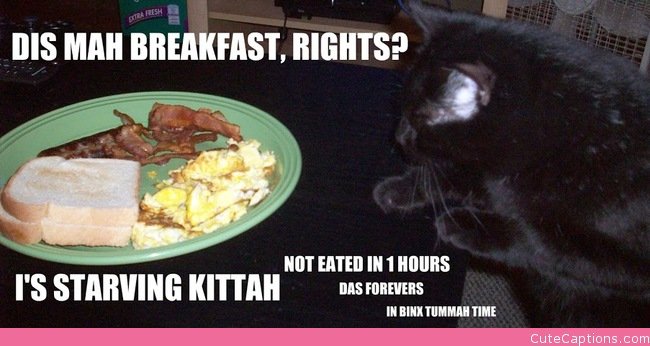 EXTRA FRESH
DIS MAH BREAKFAST, RIGHTS?
NOT EATED IN 1 HOURS
I'S STARVING KITTAH
DAS FOREVERS
IN BINX TUMMAH TIME
CuteCaptions.com